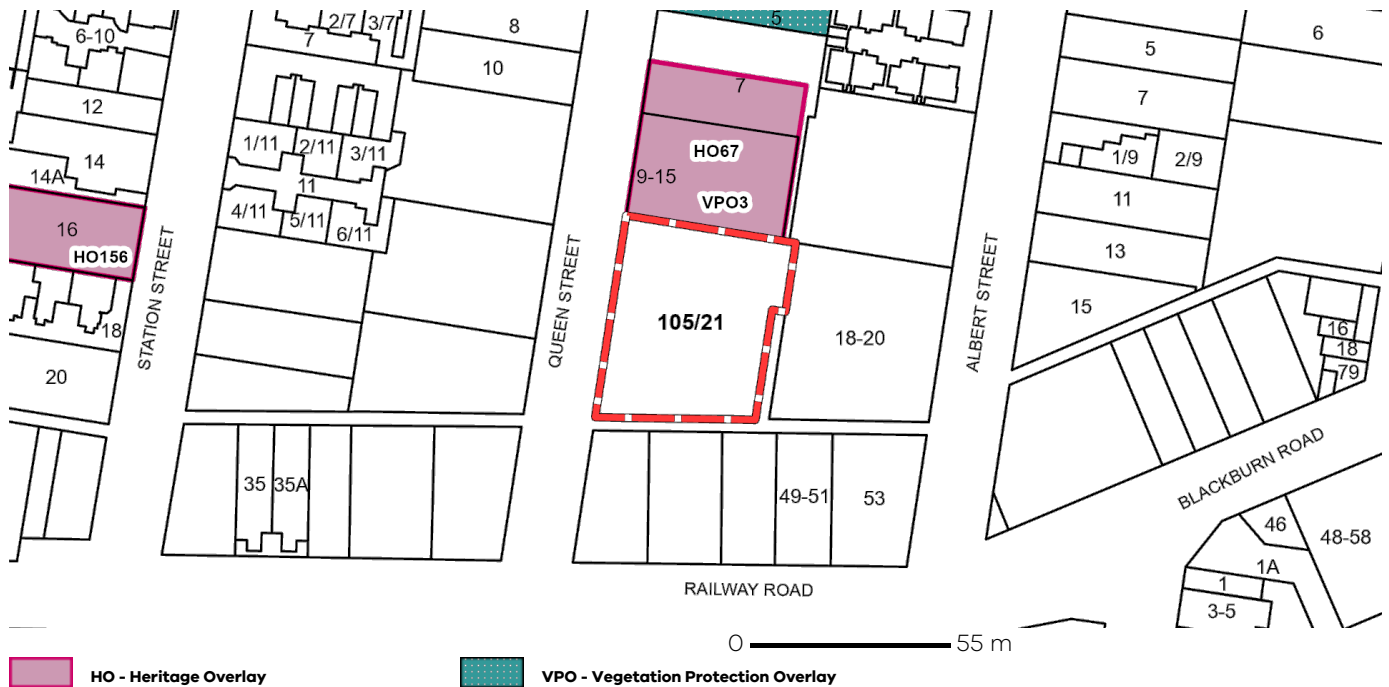 6-10
2/7
3/7
7
8
5
6
10
5
7
12
7
14
14A
1/11
2/11
3/11
11
4/11
5/11
6/11
HO67
9-15
VPO3
1/9
2/9
11
13
15
16
HO156
18
20
STATION STREET
QUEEN STREET
105/21
18-20
ALBERT STREET
16
18
79
35
35A
49-51
53
BLACKBURN ROAD
46
48-58
1A
1
3-5
RAILWAY ROAD
0 55 m
HO - Heritage Overlay
VPO - Vegetation Protection Overlay